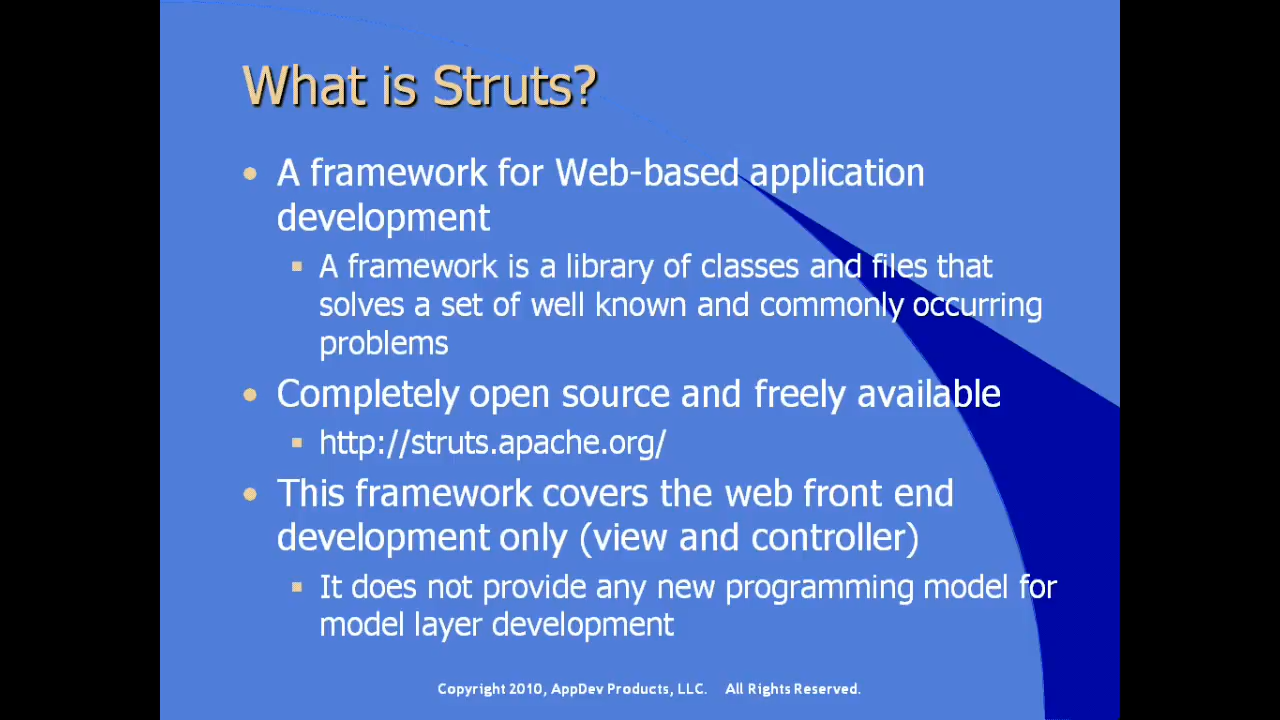 What is Struts?
• A framework for Web-based application
development
▪ A framework is a library of classes and files that
solves a set of well known and commonly occurring
problems
• Completely open source and freely available
▪ http://struts.apache.org/
• This framework covers the web front end
development only (view and controller)
▪ It does not provide any new programming model for
model layer development
Copyright 2010, AppDev Products, LLC. All Rights Reserved.